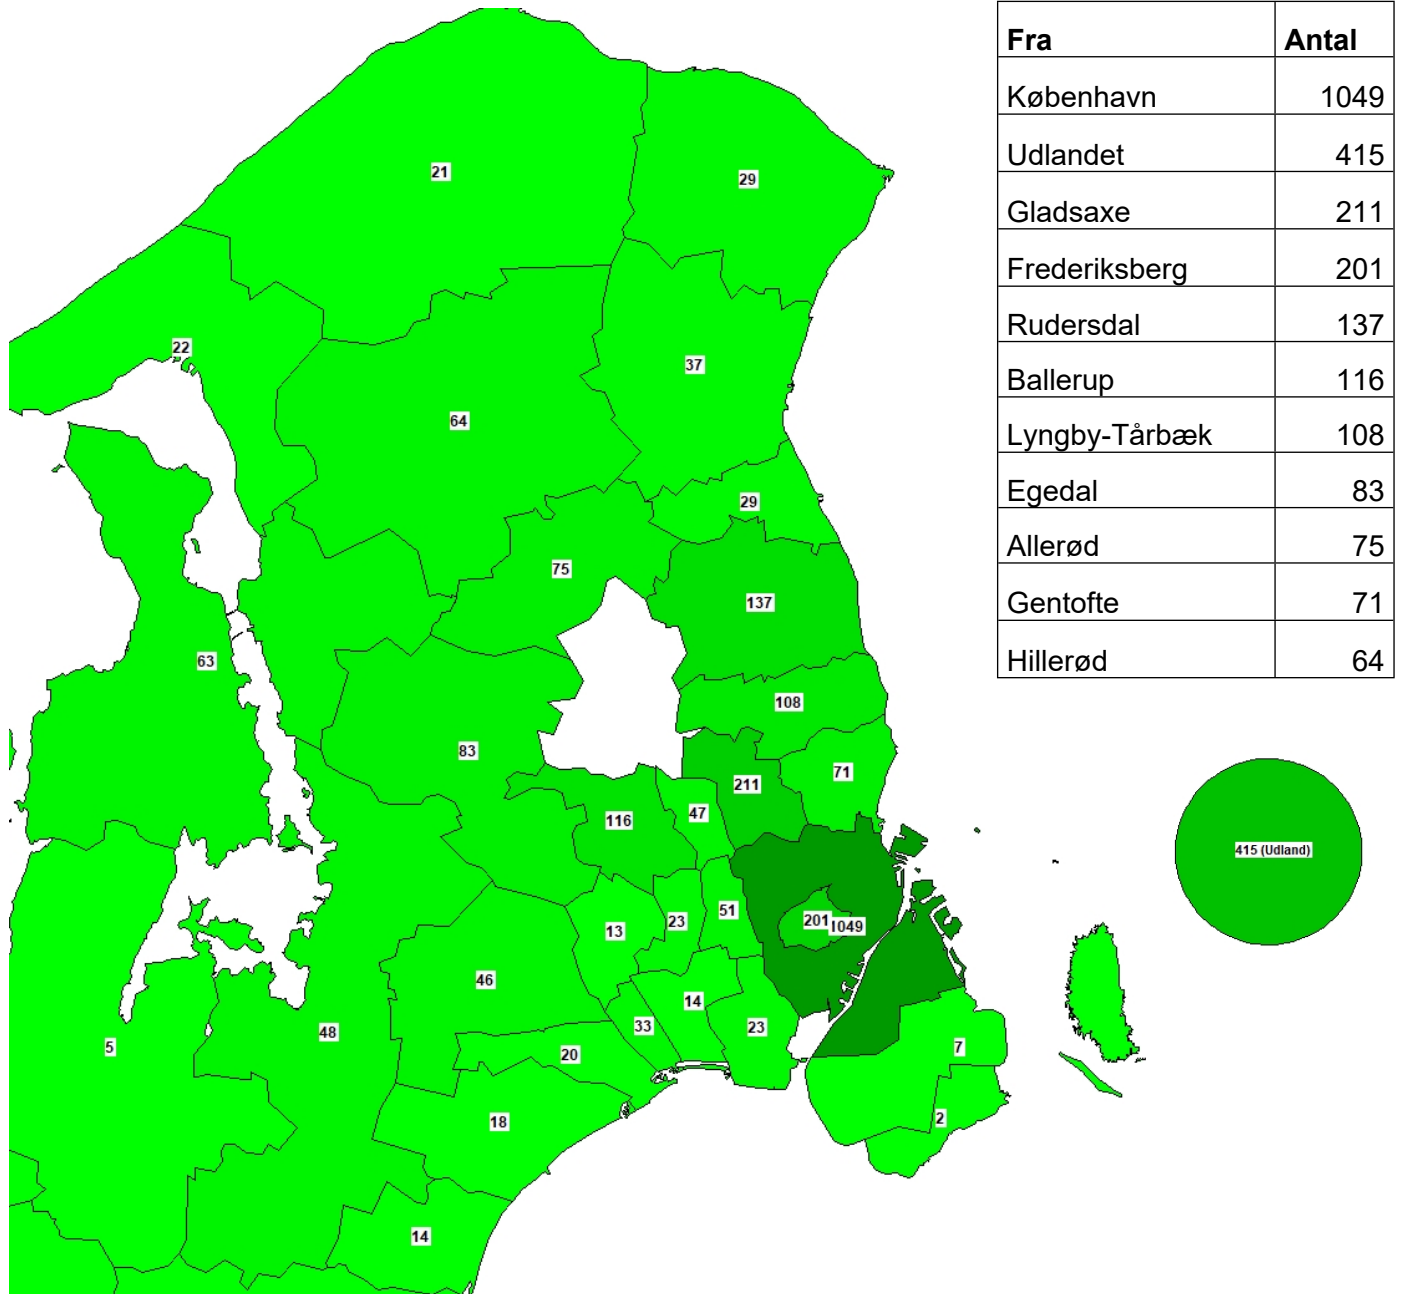 Fra Antal
København 1049
Udlandet 415
Gladsaxe 211
Frederiksberg 201
Rudersdal 137
Ballerup 116
Lyngby-Tårbæk 108
Egedal 83
Allerød 75
Gentofte 71
Hillerød 64
21
29
22
37
64
29
75
137
63
108
83
71
211
116
47
415 (Udland)
51
23
13
201
1049
46
14
33
23
48
5
20
7
18
2
14